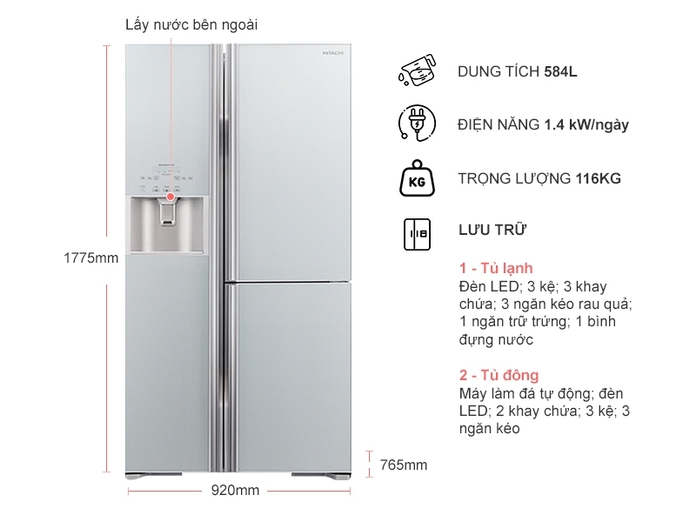 Lấy nước bên ngoài
HITACHI
1775mm
920mm
765mm
DUNG TÍCH 584L
ĐIỆN NĂNG 1.4 kW/ngày
KG
TRỌNG LƯỢNG 116KG
LƯU TRỮ
1 - Tủ lạnh
Đèn LED; 3 kệ; 3 khay
chứa; 3 ngăn kéo rau quả;
1 ngăn trữ trứng; 1 bình
đựng nước
2 - Tủ đông
Máy làm đá tự động; đèn
LED; 2 khay chứa; 3 kệ; 3
ngăn kéo